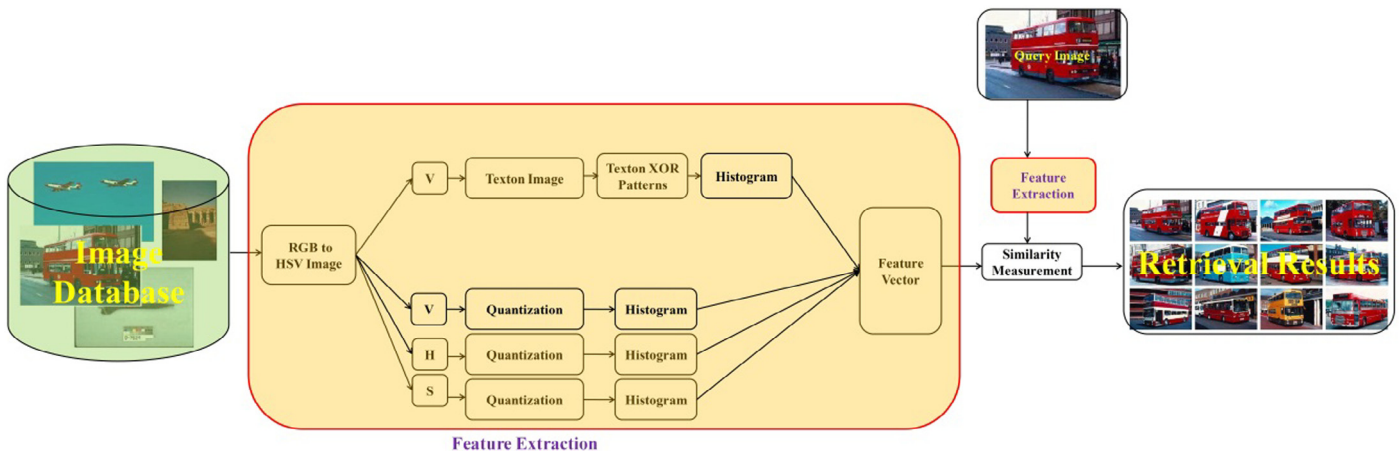 Query Image
Image
Database
RGB to
HSV Image
V
Texton Image
Texton XOR
Patterns
Histogram
V
Quantization
Histogram
H
Quantization
Histogram
S
Quantization
Histogram
Feature
Vector
Feature Extraction
Feature
Extraction
Similarity
Measurement
Retrieval Results